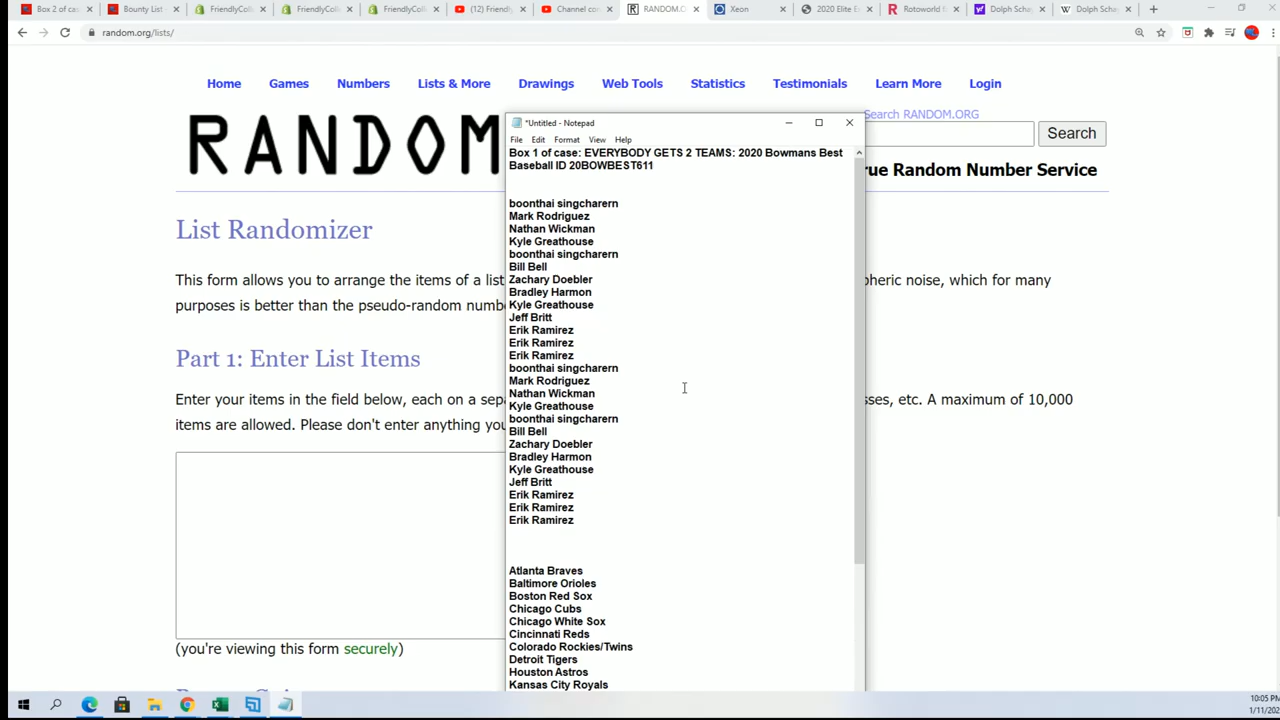 Box 2 of cas
Bounty List
FriendlyColl
FriendlyColl
FriendlyColl
(12) Friendly
Channel con
RANDOM.O
Xeon
2020 Elite Ex
Rotoworld f
Dolph Schay
Dolph Schay
random.org/lists/
Home Games Numbers Lists & More Drawings Web Tools Statistics Testimonials Learn More Login
RANDOM
Search RANDOM.ORG
Search
rue Random Number Service
List Randomizer
This form allows you to arrange the items of a list
pheric noise, which for many
purposes is better than the pseudo-random numb
Part 1: Enter List Items
Enter your items in the field below, each on a sepa
sses, etc. A maximum of 10,000
items are allowed. Please don't enter anything you
(you're viewing this form securely)
*Untitled - Notepad
File Edit Format View Help
Box 1 of case: EVERYBODY GETS 2 TEAMS: 2020 Bowmans Best
Baseball ID 20BOWBEST611
boonthai singcharern
Mark Rodriguez
Nathan Wickman
Kyle Greathouse
boonthai singcharern
Bill Bell
Zachary Doebler
Bradley Harmon
Kyle Greathouse
Jeff Britt
Erik Ramirez
Erik Ramirez
Erik Ramirez
boonthai singcharern
Mark Rodriguez
Nathan Wickman
Kyle Greathouse
boonthai singcharern
Bill Bell
Zachary Doebler
Bradley Harmon
Kyle Greathouse
Jeff Britt
Erik Ramirez
Erik Ramirez
Erik Ramirez
Atlanta Braves
Baltimore Orioles
Boston Red Sox
Chicago Cubs
Chicago White Sox
Cincinnati Reds
Colorado Rockies/Twins
Detroit Tigers
Houston Astros
Kansas City Royals
10:05 PM
1/11/202